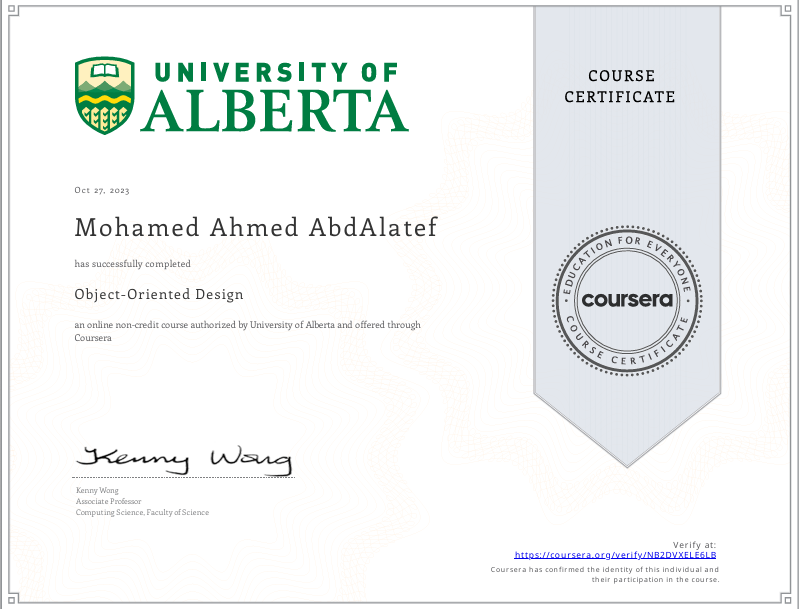 UNIVERSITY OF
ALBERTA
COURSE
CERTIFICATE
Oct 27, 2023
Mohamed Ahmed AbdAlatef
has successfully completed
Object-Oriented Design
an online non-credit course authorized by University of Alberta and offered through
Coursera
EDUCATION FOR EVERYONE
coursera
COURSE CERTIFICATE
Kenny Wong
Kenny Wong
Associate Professor
Computing Science, Faculty of Science
Verify at:
https://coursera.org/verify/NB2DVXELE6LB
Coursera has confirmed the identity of this individual and
their participation in the course.